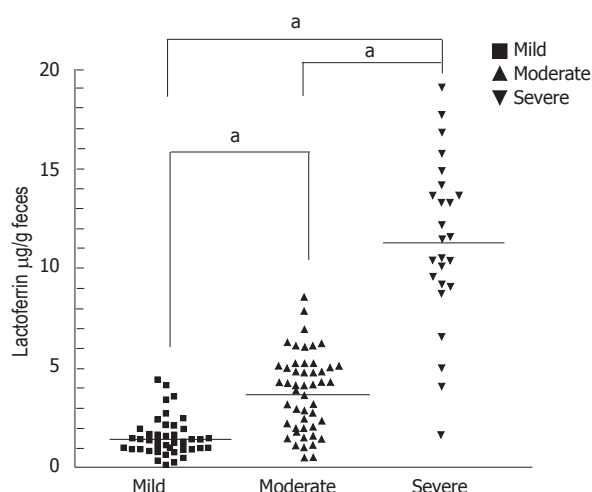 a
a
a
Mild
Moderate
Severe
Lactoferrin μg/g feces
20
15
10
5
0
Mild
Moderate
Severe